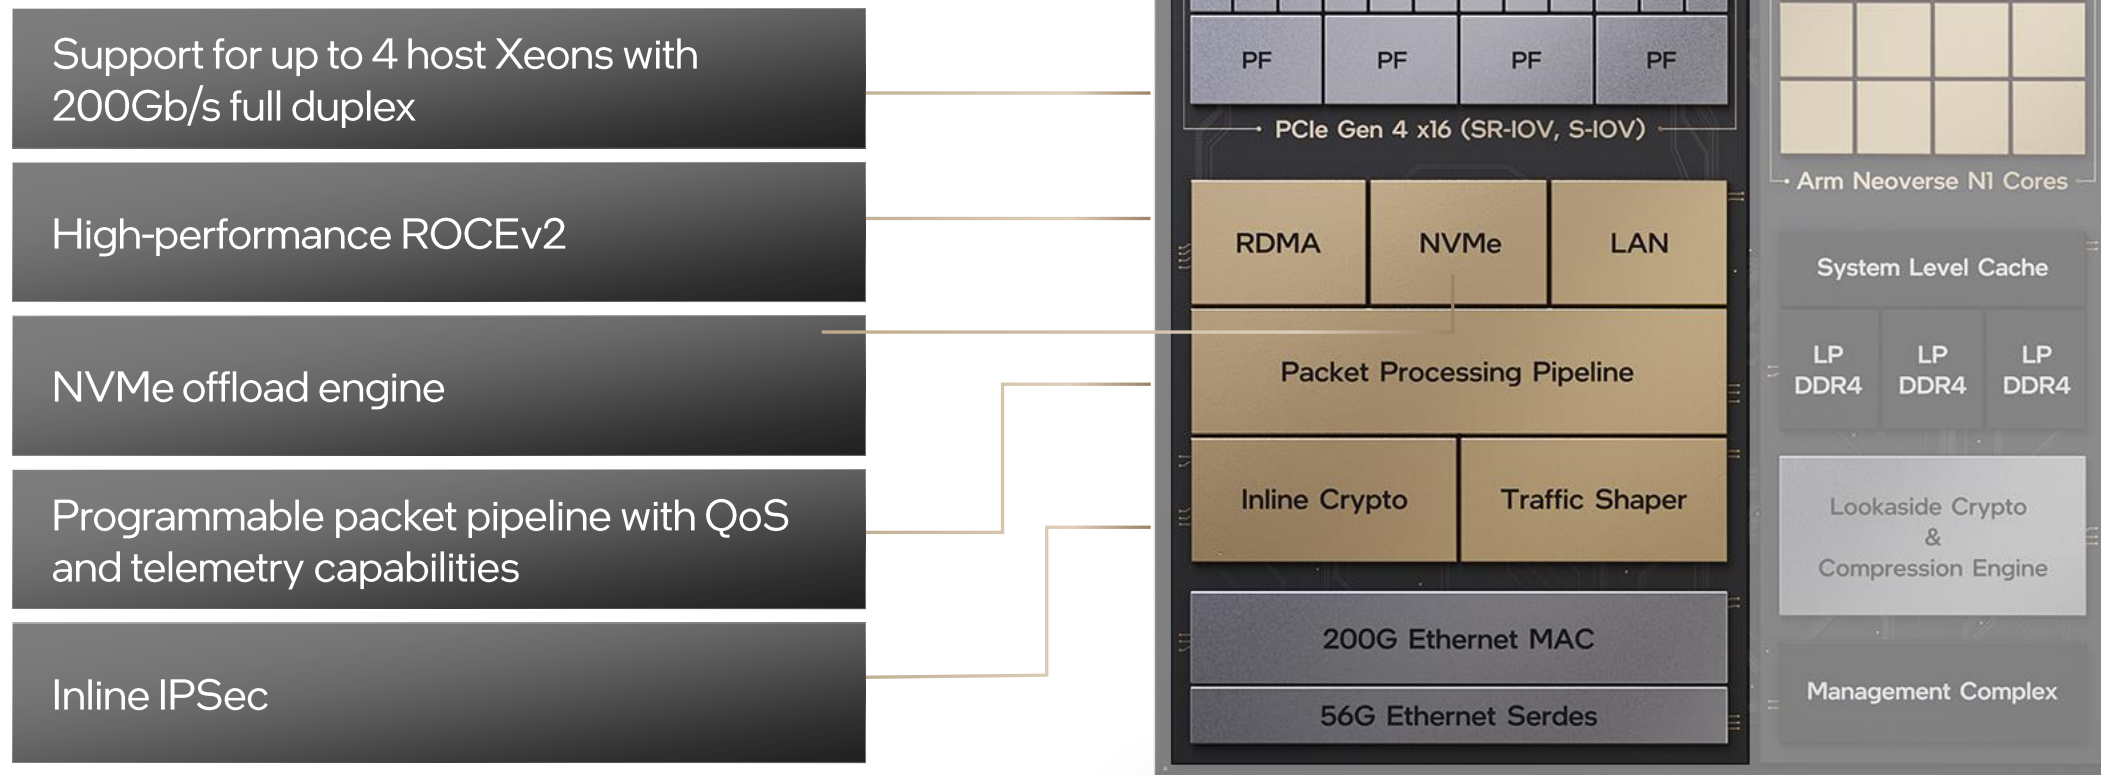 Support for up to 4 host Xeons with
200Gb/s full duplex
High-performance ROCEv2
NVMe offload engine
Programmable packet pipeline with QoS
and telemetry capabilities
Inline IPSec
PF
PF
PF
PF
PCIe Gen 4 x16 (SR-IOV, S-IOV)
RDMA
NVMe
LAN
Packet Processing Pipeline
Inline Crypto
Traffic Shaper
200G Ethernet MAC
56G Ethernet Serdes
Arm Neoverse N1 Cores
System Level Cache
LP
DDR4
LP
DDR4
LP
DDR4
Lookaside Crypto
&
Compression Engine
Management Complex